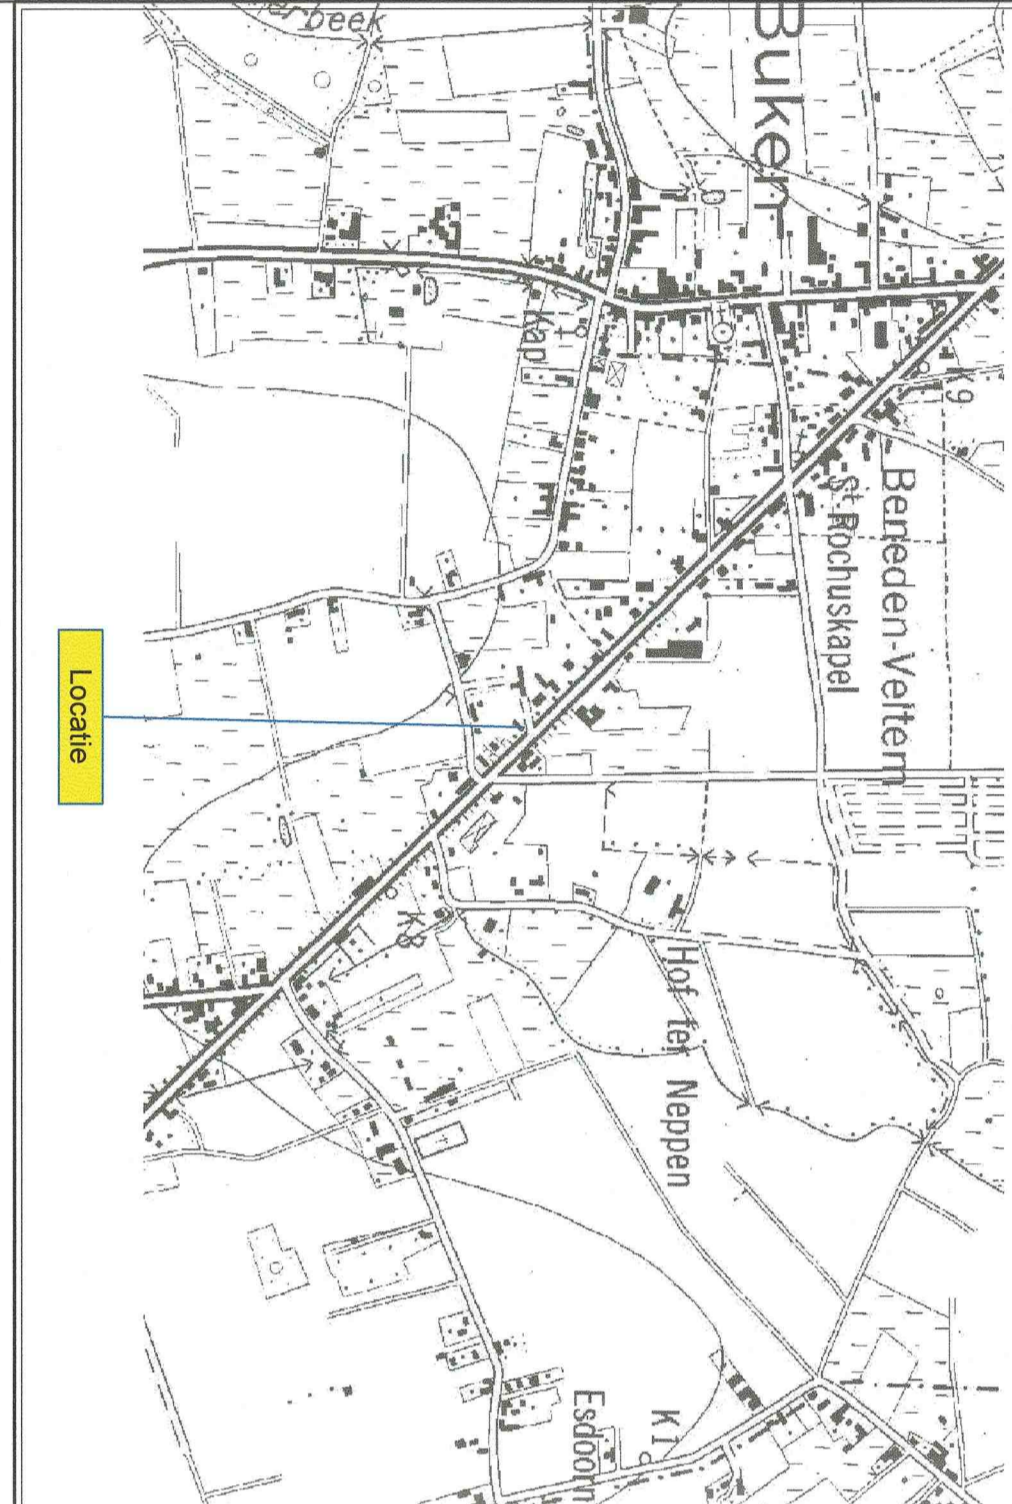 Buken
K9
Beneden-Veltem
St Rochuskapel
Kap
Locatie
K8
Hof ter Neppen
K1
Esdoorn